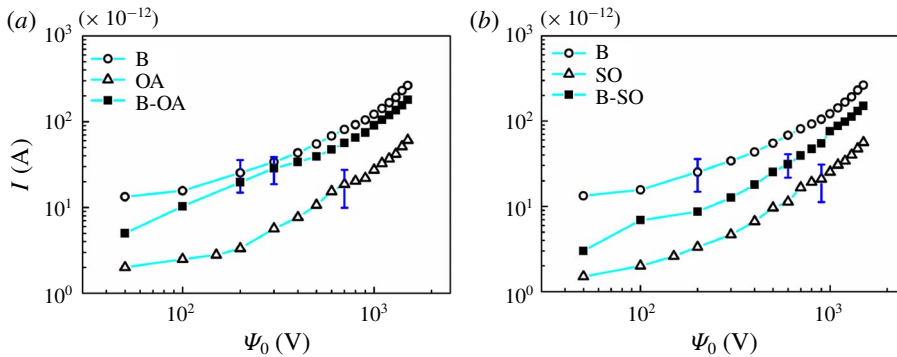 (a)
(× 10⁻¹²)
10³
B
OA
B-OA
10²
I (A)
10¹
10⁰
10²
10³
Ψ₀ (V)
(b)
(× 10⁻¹²)
10³
B
SO
B-SO
10²
10¹
10⁰
10²
10³
Ψ₀ (V)